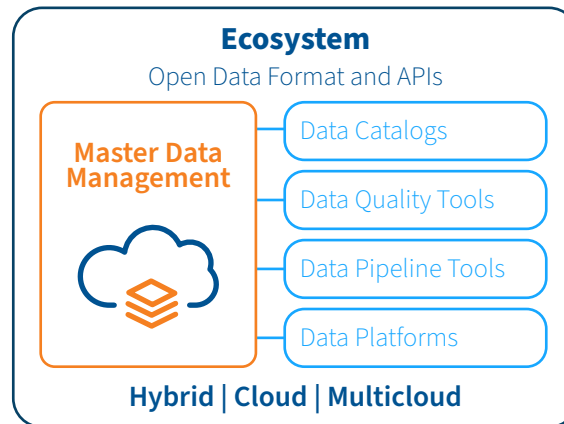 Ecosystem
Open Data Format and APIs
Master Data
Management
Data Catalogs
Data Quality Tools
Data Pipeline Tools
Data Platforms
Hybrid | Cloud | Multicloud